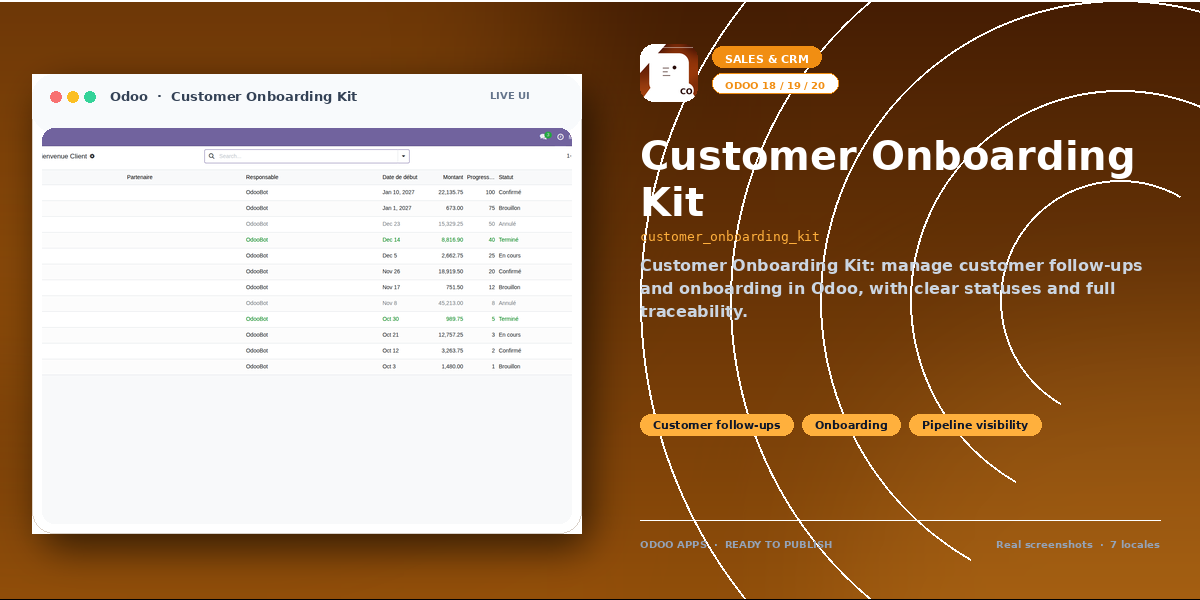 Odoo · Customer Onboarding Kit
LIVE UI
ienvenue Client
Search...
Partenaire Responsable Date de début Montant Progress... Statut
OdooBot Jan 10, 2027 22,135.75 100 Confirmé
OdooBot Jan 1, 2027 673.00 75 Brouillon
OdooBot Dec 23 15,329.25 50 Annulé
OdooBot Dec 14 8,816.90 40 Terminé
OdooBot Dec 5 2,662.75 25 En cours
OdooBot Nov 26 18,919.50 20 Confirmé
OdooBot Nov 17 751.50 12 Brouillon
OdooBot Nov 8 45,213.00 8 Annulé
OdooBot Oct 30 989.75 5 Terminé
OdooBot Oct 21 12,757.25 3 En cours
OdooBot Oct 12 3,263.75 2 Confirmé
OdooBot Oct 3 1,480.00 1 Brouillon
CO
SALES & CRM
ODOO 18 / 19 / 20
Customer Onboarding
Kit
customer_onboarding_kit
Customer Onboarding Kit: manage customer follow-ups
and onboarding in Odoo, with clear statuses and full
traceability.
Customer follow-ups
Onboarding
Pipeline visibility
ODOO APPS · READY TO PUBLISH
Real screenshots · 7 locales